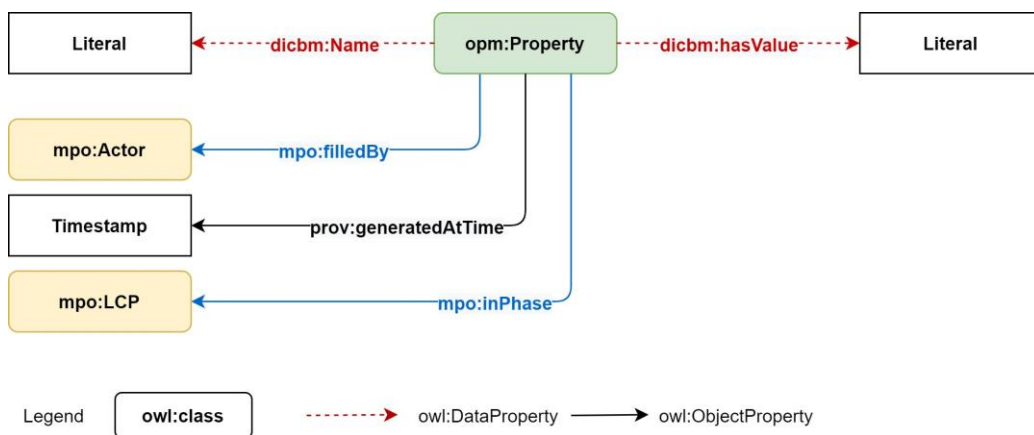 Literal
dicbm:Name
opm:Property
dicbm:hasValue
Literal
mpo:Actor
mpo:filledBy
Timestamp
prov:generatedAtTime
mpo:LCP
mpo:inPhase
Legend
owl:class
owl:DataProperty
owl:ObjectProperty